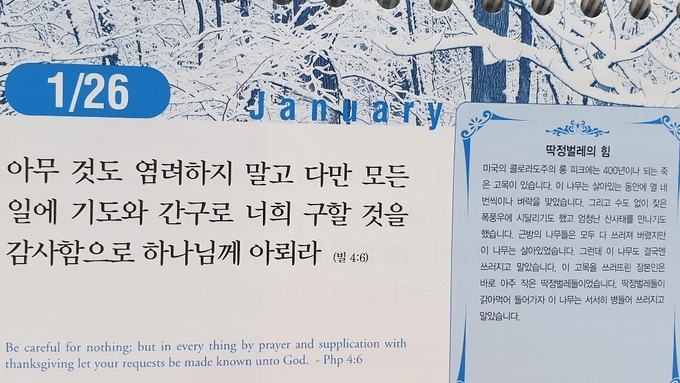 1/26
January
아무 것도 염려하지 말고 다만 모든
일에 기도와 간구로 너희 구할 것을
감사함으로 하나님께 아뢰라 (빌 4:6)
Be careful for nothing; but in every thing by prayer and supplication with
thanksgiving let your requests be made known unto God. - Php 4:6
딱정벌레의 힘
미국의 콜로라도주의 롱 피크에는 400년이나 되는 죽
은 고목이 있습니다. 이 나무는 살아있는 동안에 열 네
번씩이나 벼락을 맞았습니다. 그리고 수도 없이 잦은
폭풍우에 시달리기도 했고 엄청난 산사태를 만나기도
했습니다. 근방의 나무들은 모두 다 쓰러져 버렸지만
이 나무는 살아있었습니다. 그런데 이 나무도 결국엔
쓰러지고 말았습니다. 이 고목을 쓰러뜨린 장본인은
바로 아주 작은 딱정벌레들이었습니다. 딱정벌레들이
갉아먹어 들어가자 이 나무는 서서히 병들어 쓰러지고
말았습니다.